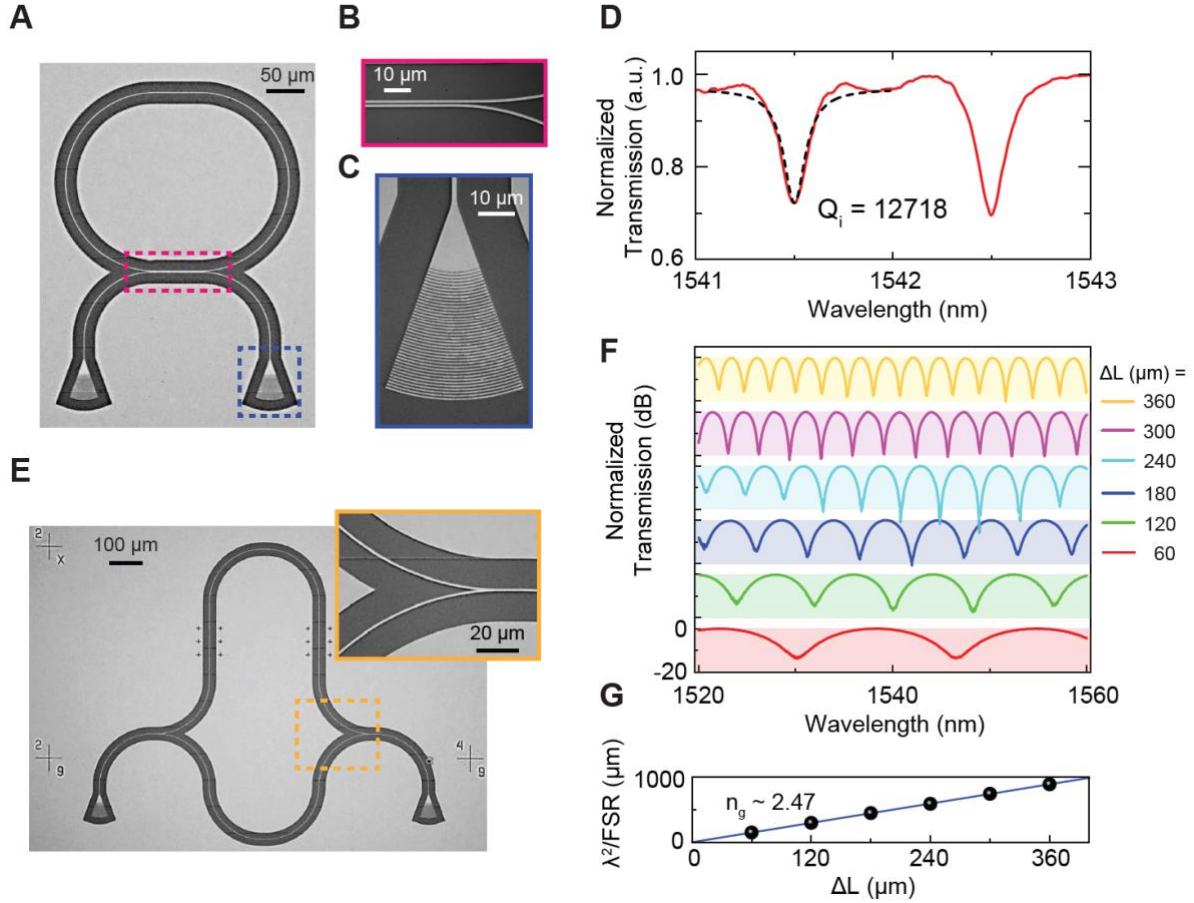 A
50 µm
B
10 µm
C
10 µm
D
Normalized
Transmission (a.u.)
1.0
0.8
0.6
Qi = 12718
1541
1542
1543
Wavelength (nm)
E
2
x
100 µm
2
9
4
9
20 µm
F
Normalized
Transmission (dB)
0
-20
1520
1540
1560
Wavelength (nm)
ΔL (µm) =
360
300
240
180
120
60
G
λ²/FSR (µm)
1000
0
ng ~ 2.47
0
120
240
360
ΔL (µm)